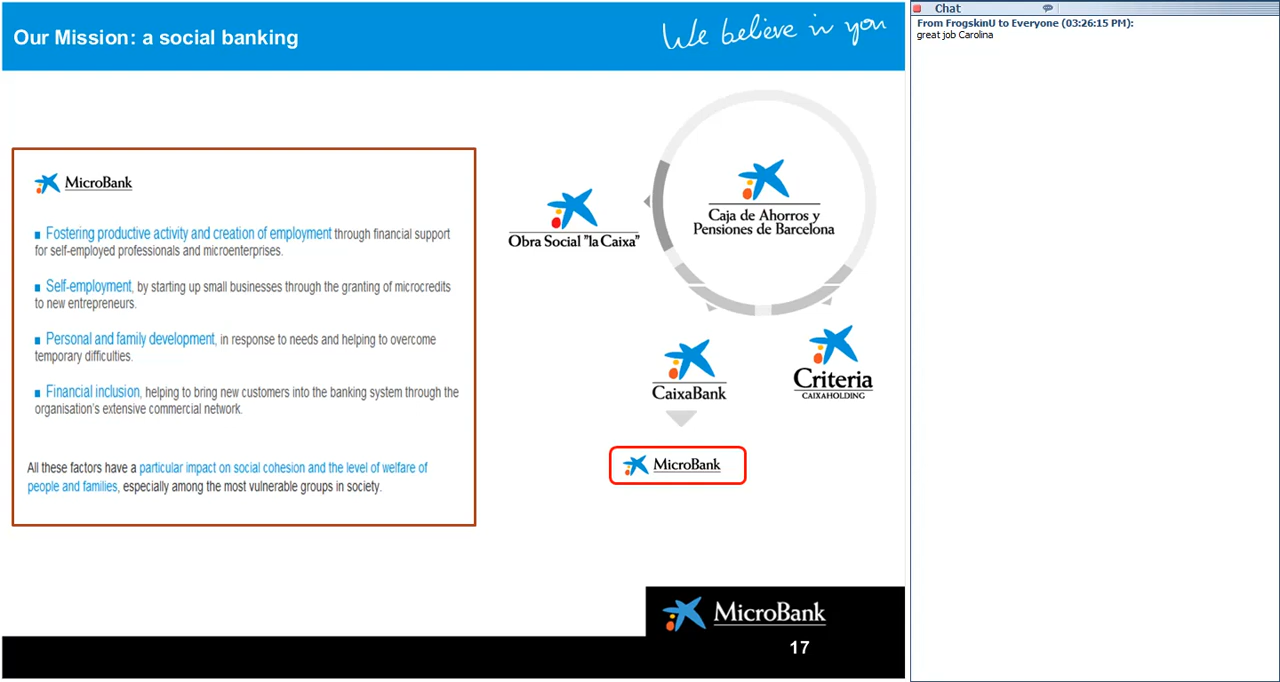 Our Mission: a social banking
We believe in you
MicroBank
Fostering productive activity and creation of employment through financial support
for self-employed professionals and microenterprises.
Self-employment, by starting up small businesses through the granting of microcredits
to new entrepreneurs.
Personal and family development, in response to needs and helping to overcome
temporary difficulties.
Financial inclusion, helping to bring new customers into the banking system through the
organisation's extensive commercial network.
All these factors have a particular impact on social cohesion and the level of welfare of
people and families, especially among the most vulnerable groups in society.
Obra Social "la Caixa"
Caja de Ahorros y
Pensiones de Barcelona
CaixaBank
Criteria
CAIXAHOLDING
MicroBank
MicroBank
17
Chat
From FrogskinU to Everyone (03:26:15 PM):
great job Carolina